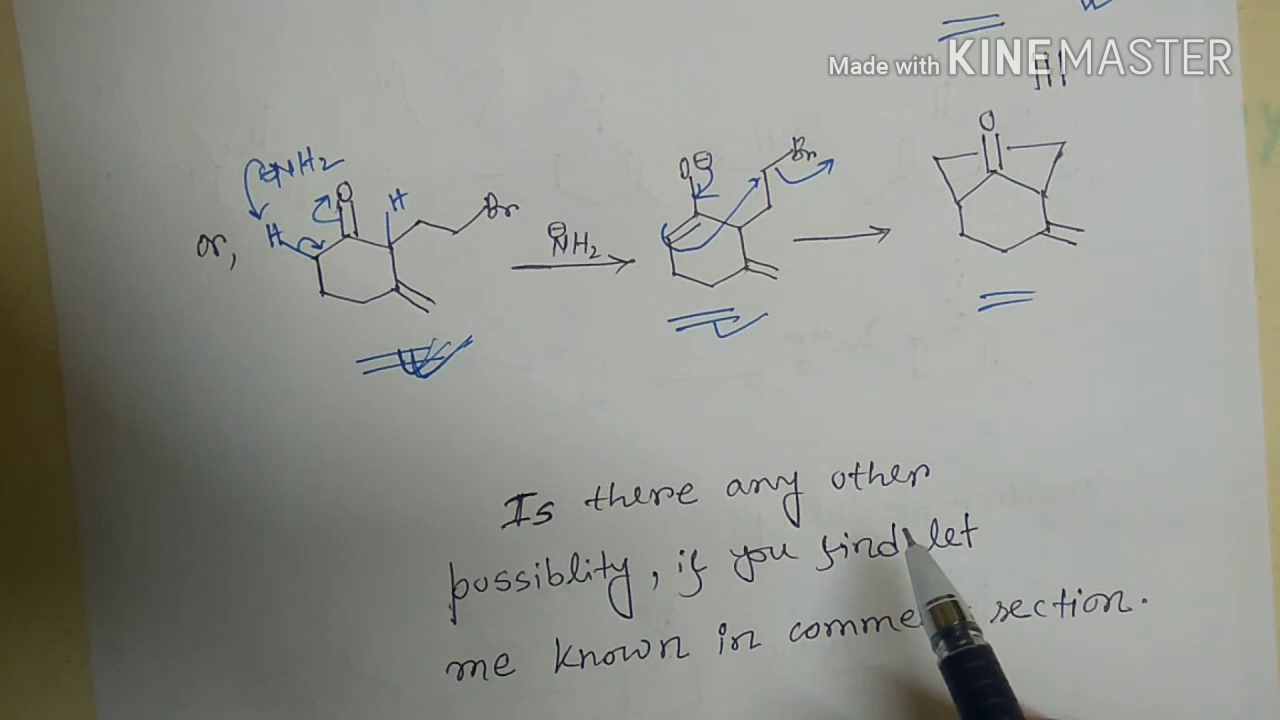 Made with KINEMASTER
O
⊖NH2
O
H
Br
H
or,
⊖NH2
O⊖
Br
O
Is there any other
possiblity, if you find let
me known in comme section.